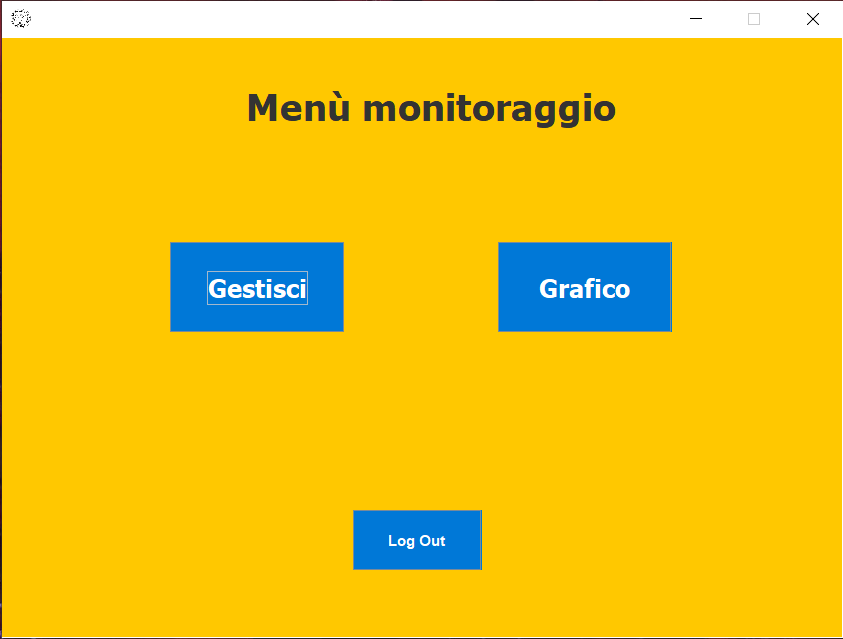 Menù monitoraggio
Gestisci
Grafico
Log Out